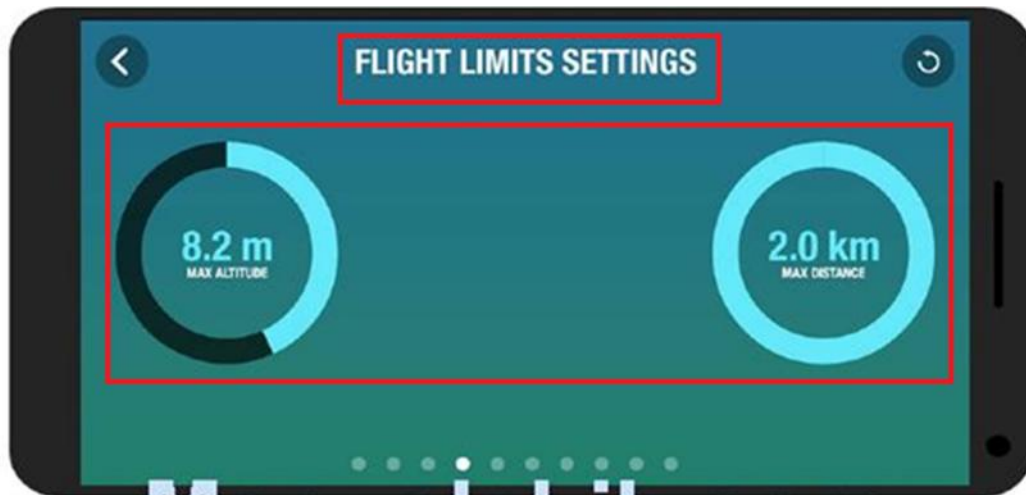 FLIGHT LIMITS SETTINGS
8.2 m
MAX ALTITUDE
2.0 km
MAX DISTANCE